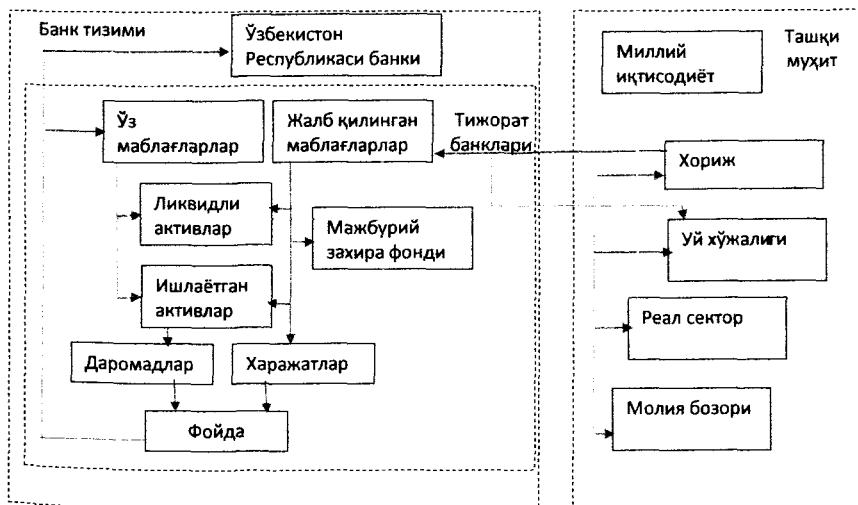 Банк тизими
Ўзбекистон
Республикаси банки
Миллий
иқтисодиёт
Ташқи
муҳит
Ўз
маблағларлар
Жалб қилинган
маблағларлар
Тижорат
банклари
Хориж
Ликвидли
активлар
Мажбурий
захира фонди
Уй хўжалиги
Ишлаётган
активлар
Реал сектор
Даромадлар
Харажатлар
Молия бозори
Фойда